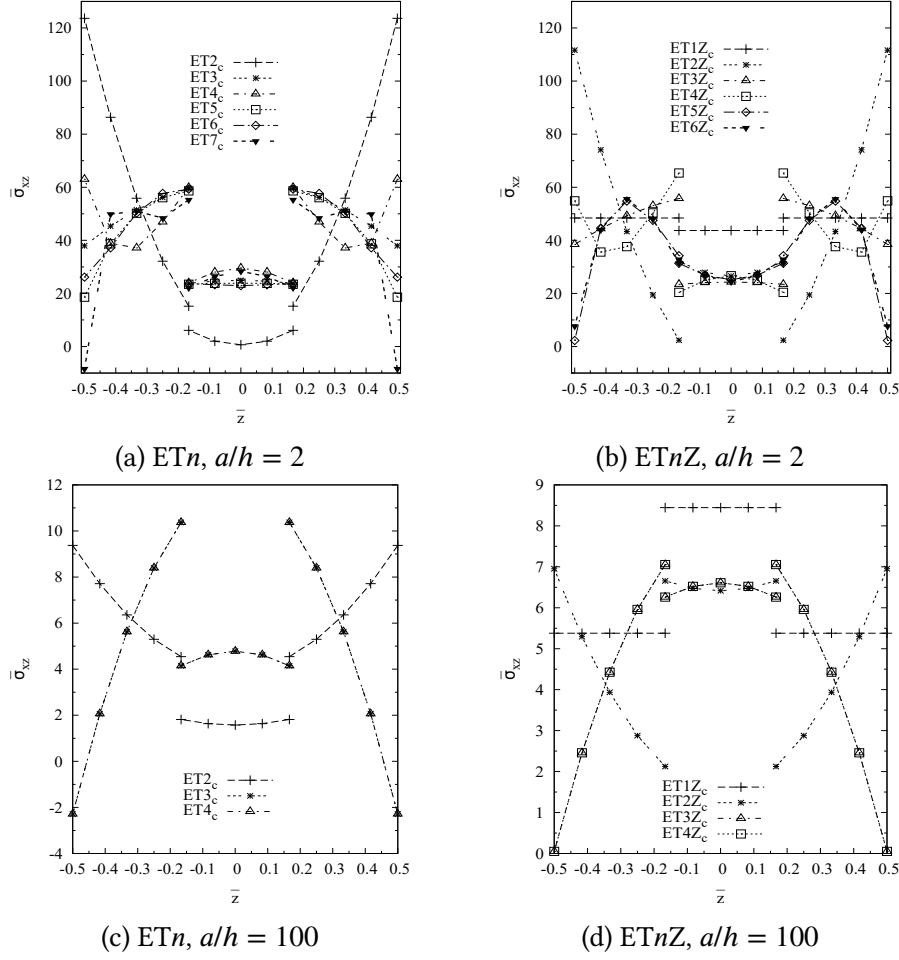 120
100
80
60
40
20
0
σ̄xz
ET2c
ET3c
ET4c
ET5c
ET6c
ET7c
-0.5 -0.4 -0.3 -0.2 -0.1 0 0.1 0.2 0.3 0.4 0.5
z̄
(a) ETn, a/h = 2
120
100
80
60
40
20
0
σ̄xz
ET1Zc
ET2Zc
ET3Zc
ET4Zc
ET5Zc
ET6Zc
-0.5 -0.4 -0.3 -0.2 -0.1 0 0.1 0.2 0.3 0.4 0.5
z̄
(b) ETnZ, a/h = 2
12
10
8
6
4
2
0
-2
-4
σ̄xz
ET2c
ET3c
ET4c
-0.5 -0.4 -0.3 -0.2 -0.1 0 0.1 0.2 0.3 0.4 0.5
z̄
(c) ETn, a/h = 100
9
8
7
6
5
4
3
2
1
0
σ̄xz
ET1Zc
ET2Zc
ET3Zc
ET4Zc
-0.5 -0.4 -0.3 -0.2 -0.1 0 0.1 0.2 0.3 0.4 0.5
z̄
(d) ETnZ, a/h = 100